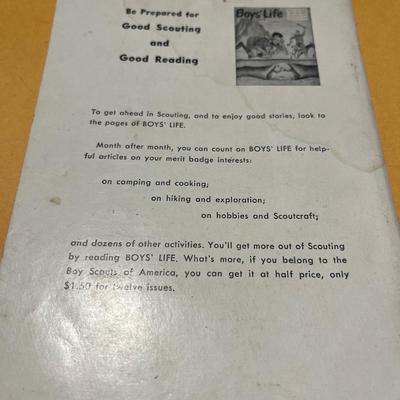 Be Prepared for
Good Scouting
and
Good Reading
Boys' Life
To get ahead in Scouting, and to enjoy good stories, look to
the pages of BOYS' LIFE.
Month after month, you can count on BOYS' LIFE for help-
ful articles on your merit badge interests:
on camping and cooking;
on hiking and exploration;
on hobbies and Scoutcraft;
and dozens of other activities. You'll get more out of Scouting
by reading BOYS' LIFE. What's more, if you belong to the
Boy Scouts of America, you can get it at half price, only
$1.50 for twelve issues.